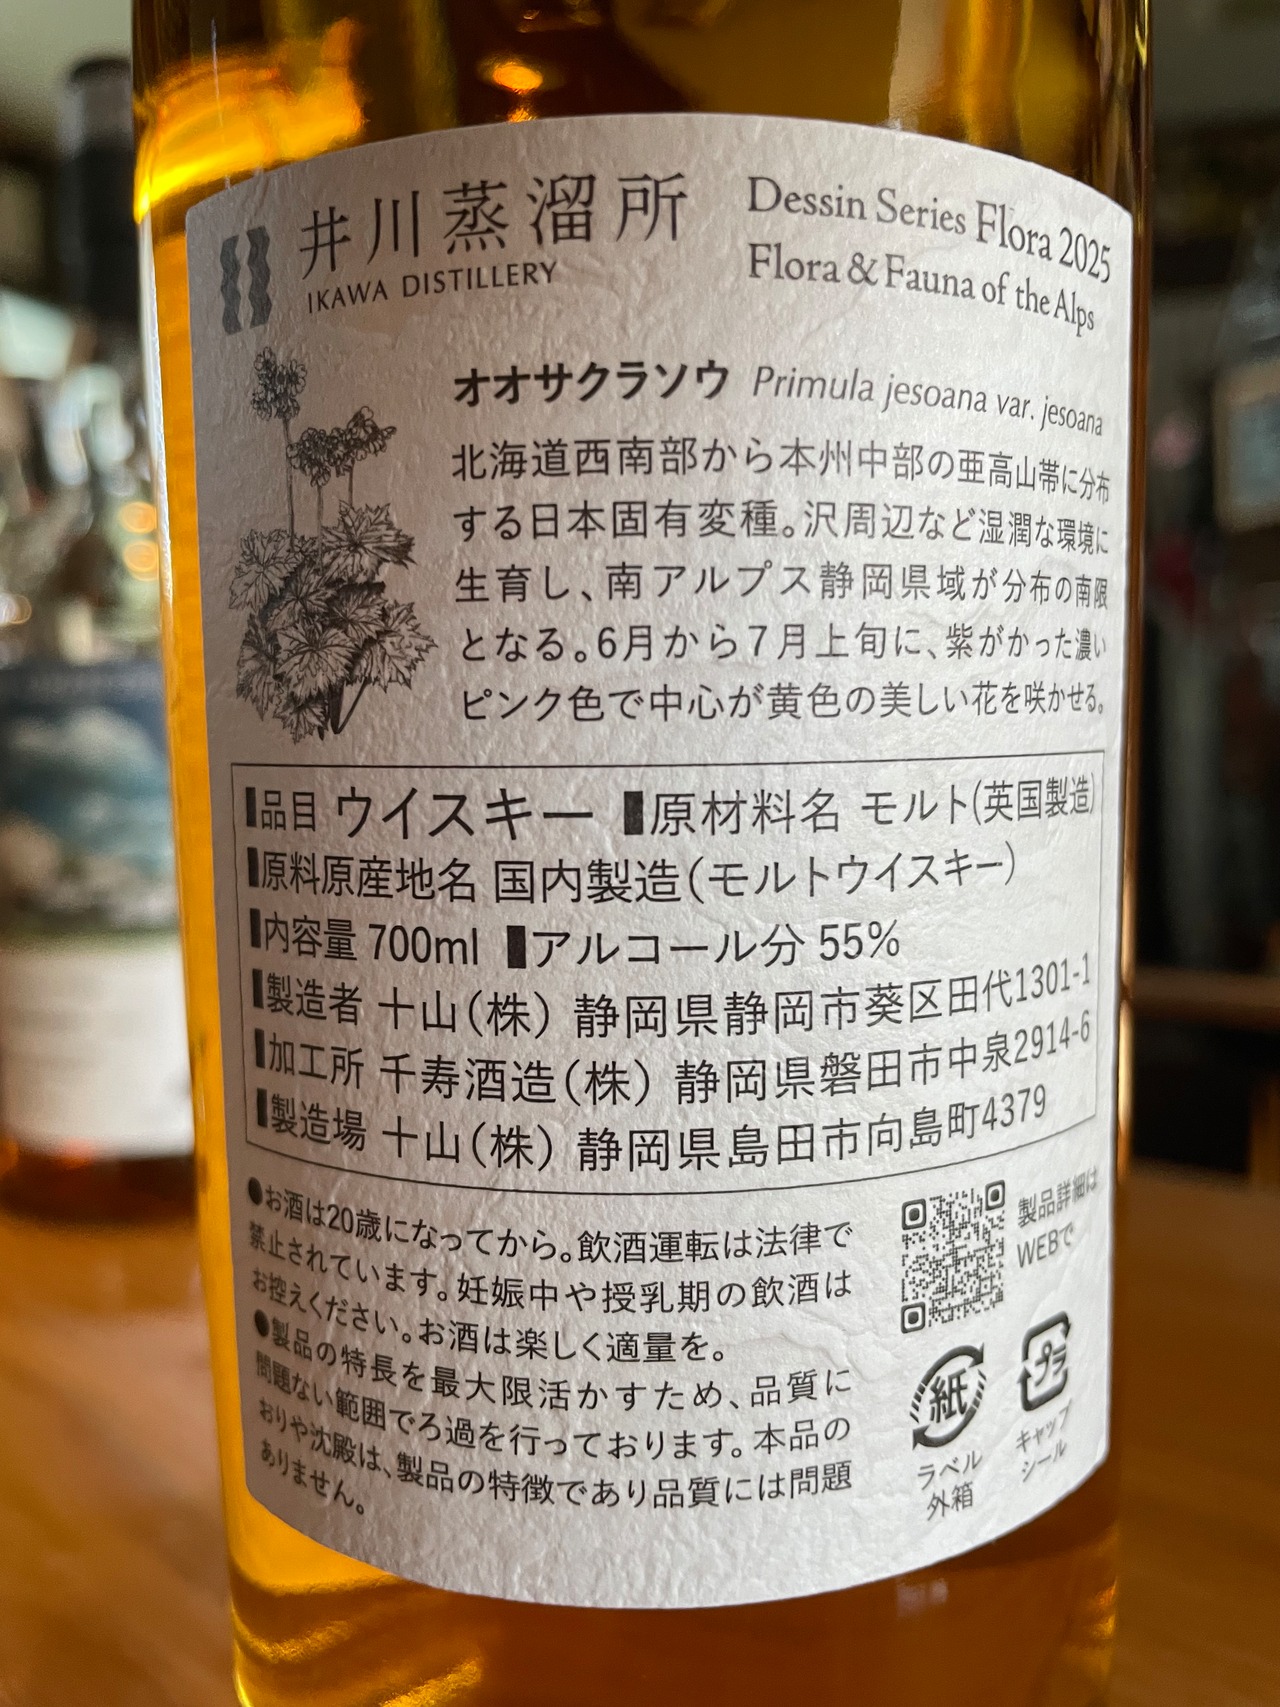 井川蒸溜所
IKAWA DISTILLERY
Dessin Series Flora 2025
Flora & Fauna of the Alps
オオサクラソウ Primula jesoana var. jesoana
北海道西南部から本州中部の亜高山帯に分布
する日本固有変種。沢周辺など湿潤な環境に
生育し、南アルプス静岡県域が分布の南限
となる。6月から7月上旬に、紫がかった濃い
ピンク色で中心が黄色の美しい花を咲かせる。
▮品目 ウイスキー ▮原材料名 モルト(英国製造)
▮原料原産地名 国内製造(モルトウイスキー)
▮内容量 700ml ▮アルコール分 55%
▮製造者 十山(株) 静岡県静岡市葵区田代1301-1
▮加工所 千寿酒造(株) 静岡県磐田市中泉2914-6
▮製造場 十山(株) 静岡県島田市向島町4379
●お酒は20歳になってから。飲酒運転は法律で
禁止されています。妊娠中や授乳期の飲酒は
お控えください。お酒は楽しく適量を。
●製品の特長を最大限活かすため、品質に
問題ない範囲でろ過を行っております。本品の
おりや沈殿は、製品の特徴であり品質には問題
ありません。
製品詳細は
WEBで
紙
ラベル
外箱
プラ
キャップ
シール